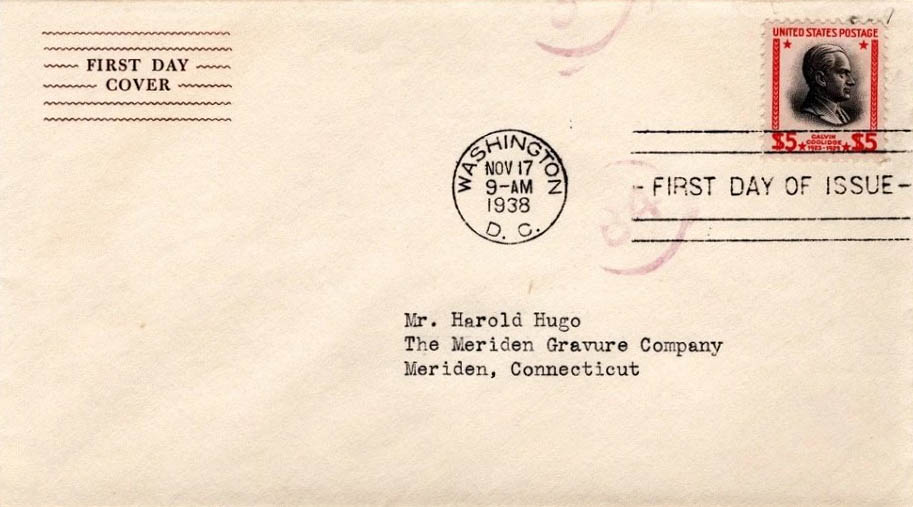 FIRST DAY
COVER
UNITED STATES POSTAGE
$5 CALVIN COOLIDGE 1923-1929 $5
WASHINGTON
NOV 17
9-AM
1938
D. C.
-FIRST DAY OF ISSUE-
84
Mr. Harold Hugo
The Meriden Gravure Company
Meriden, Connecticut